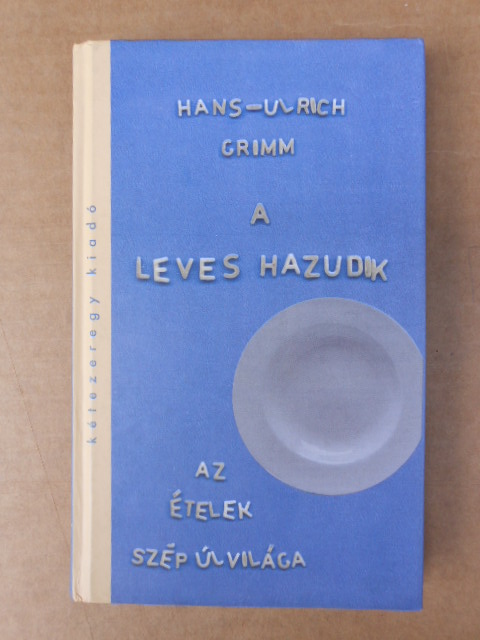 HANS-ULRICH
GRIMM
A
LEVES HAZUDIK
AZ
ÉTELEK
SZÉP ÚJ VILÁGA
kétezeregy kiadó